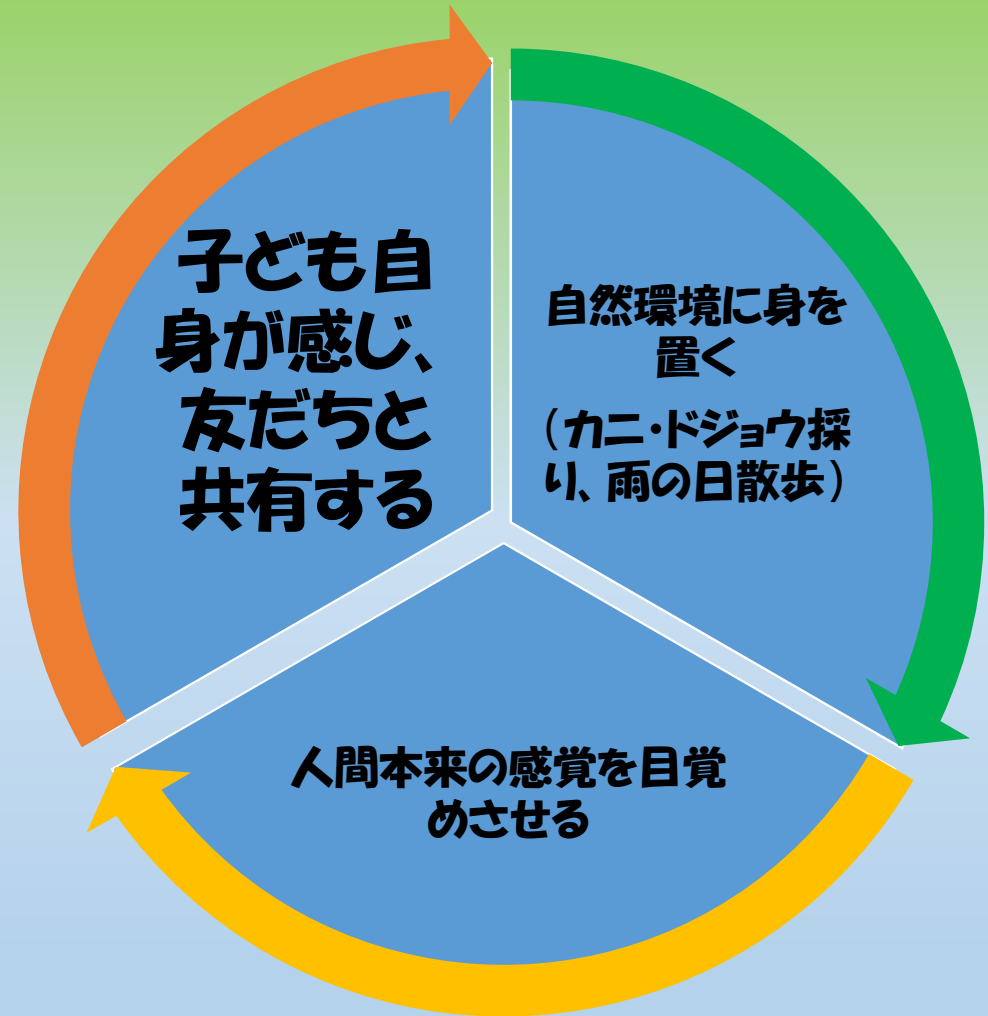 子ども自
身が感じ、
友だちと
共有する
自然環境に身を
置く
（カニ・ドジョウ採
り、雨の日散歩）
人間本来の感覚を目覚
めさせる